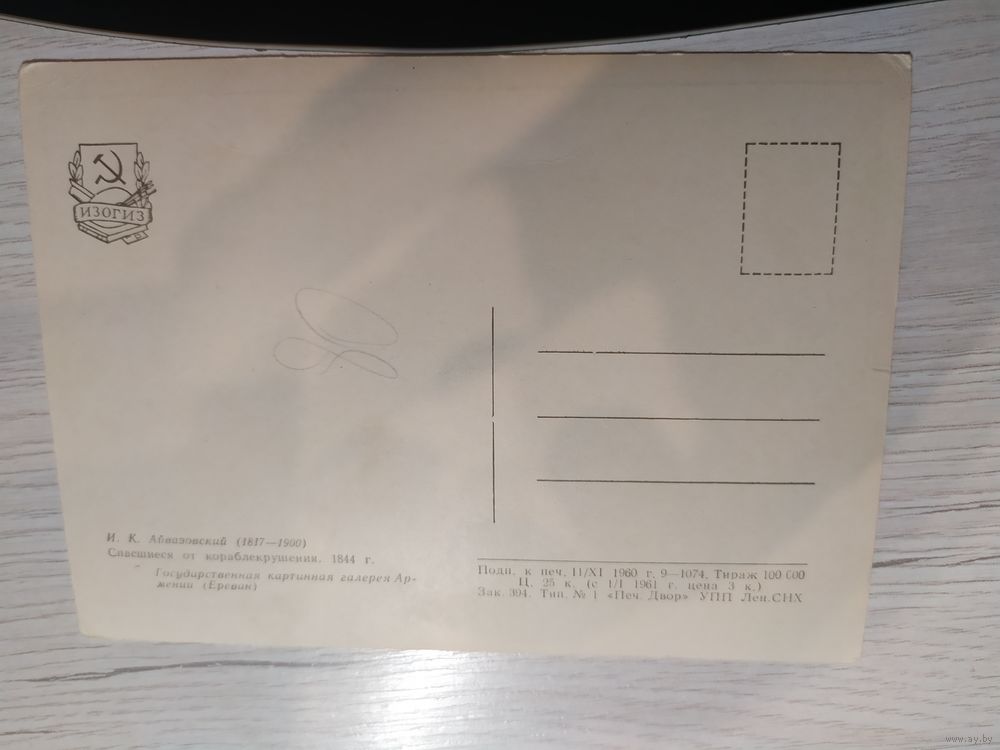 ИЗОГИЗ
И. К. Айвазовский (1817—1900)
Спасшиеся от кораблекрушения. 1844 г.
Государственная картинная галерея Ар-
мении (Ереван)
Подп. к печ. 11/XI 1960 г. 9—1074. Тираж 100 000
Ц. 25 к. (с 1/I 1961 г. цена 3 к.)
Зак. 394. Тип. № 1 «Печ. Двор» УПП Лен.СНХ
www.ay.by